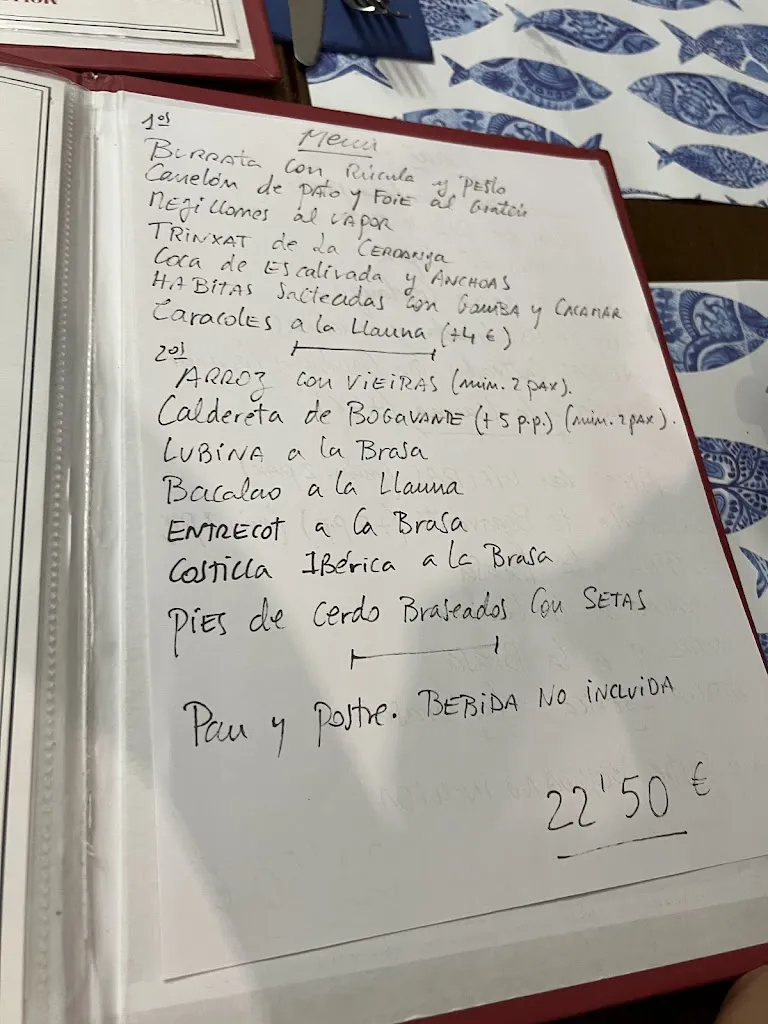 1os
Menú
Burrata con Rúcula y Pesto
Canelón de Pato y Foie al Gratén
Mejillones al Vapor
Trinxat de la Cerdanya
Coca de Escalivada y Anchoas
Habitas Salteadas con Gamba y Calamar
Caracoles a la Llauna (+4 €)
2os
Arroz con Vieiras (min. 2 pax).
Caldereta de Bogavante (+5 p.p.) (min. 2 pax).
Lubina a la Brasa
Bacalao a la Llauna
Entrecot a la Brasa
Costilla Ibérica a la Brasa
Pies de Cerdo Braseados Con Setas
Pan y Postre. Bebida No Incluida
22'50 €